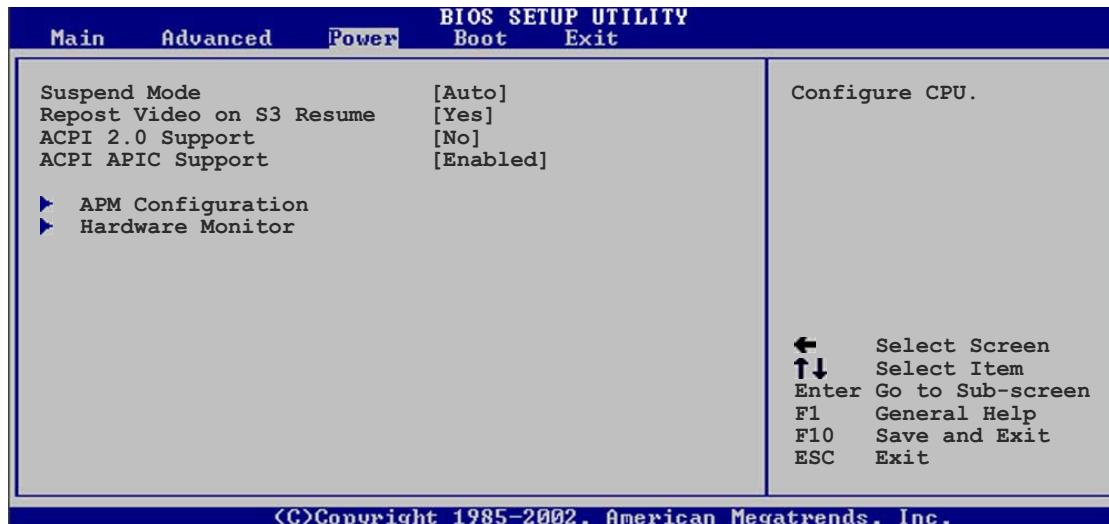 BIOS SETUP UTILITY
Main Advanced Power Boot Exit
Suspend Mode [Auto]
Repost Video on S3 Resume [Yes]
ACPI 2.0 Support [No]
ACPI APIC Support [Enabled]
APM Configuration
Hardware Monitor
Configure CPU.
← Select Screen
↑↓ Select Item
Enter Go to Sub-screen
F1 General Help
F10 Save and Exit
ESC Exit
(C)Copyright 1985-2002, American Megatrends, Inc.